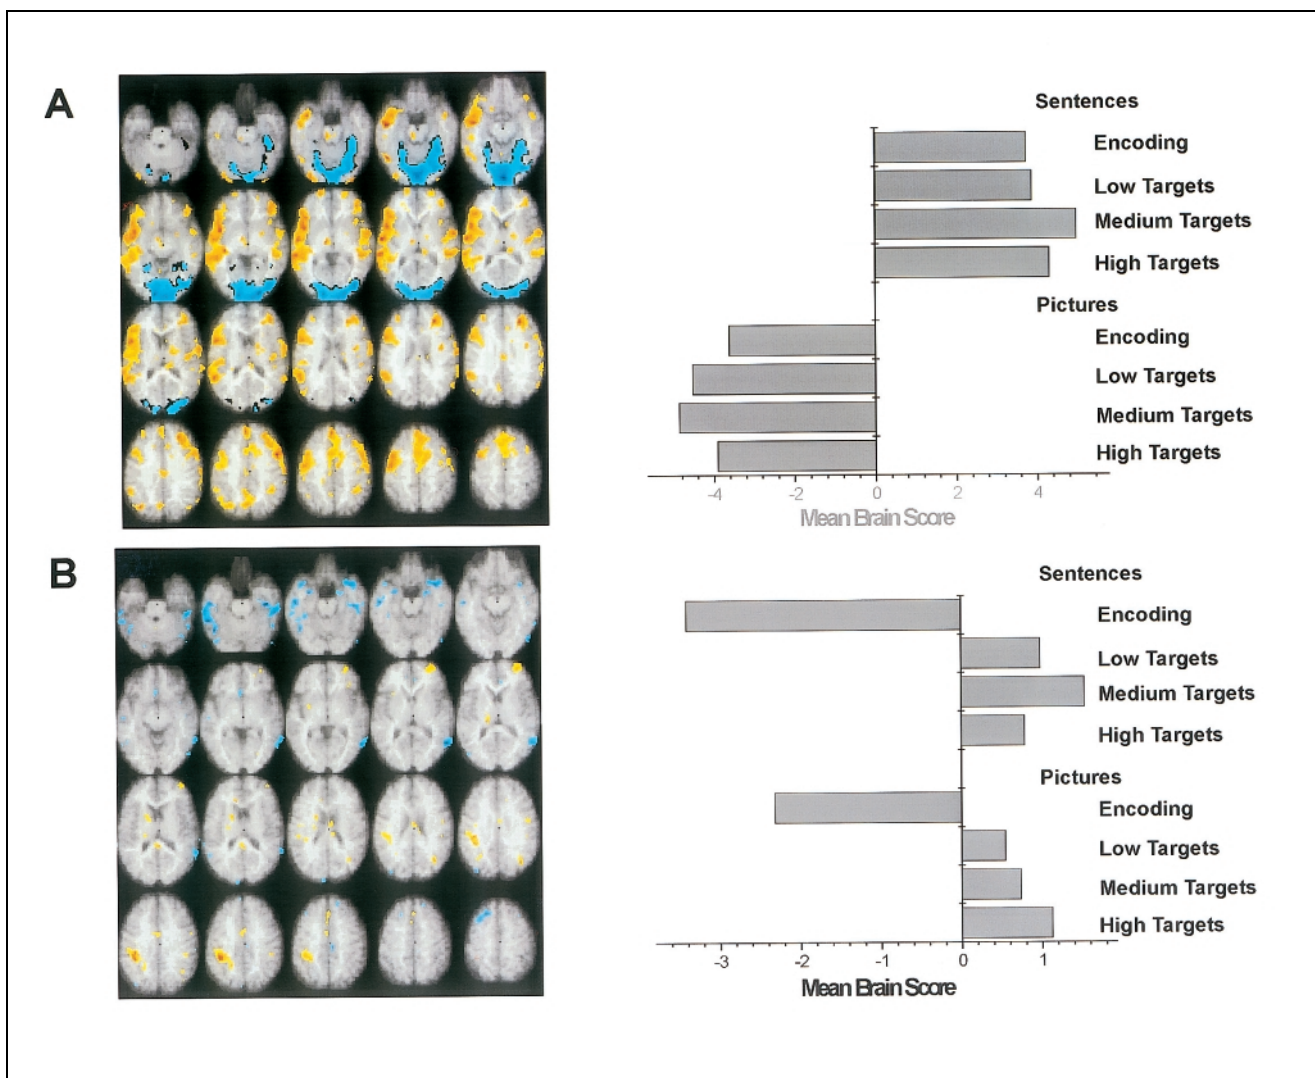 A
Sentences
Encoding
Low Targets
Medium Targets
High Targets
Pictures
Encoding
Low Targets
Medium Targets
High Targets
-4 -2 0 2 4
Mean Brain Score
B
Sentences
Encoding
Low Targets
Medium Targets
High Targets
Pictures
Encoding
Low Targets
Medium Targets
High Targets
-3 -2 -1 0 1
Mean Brain Score